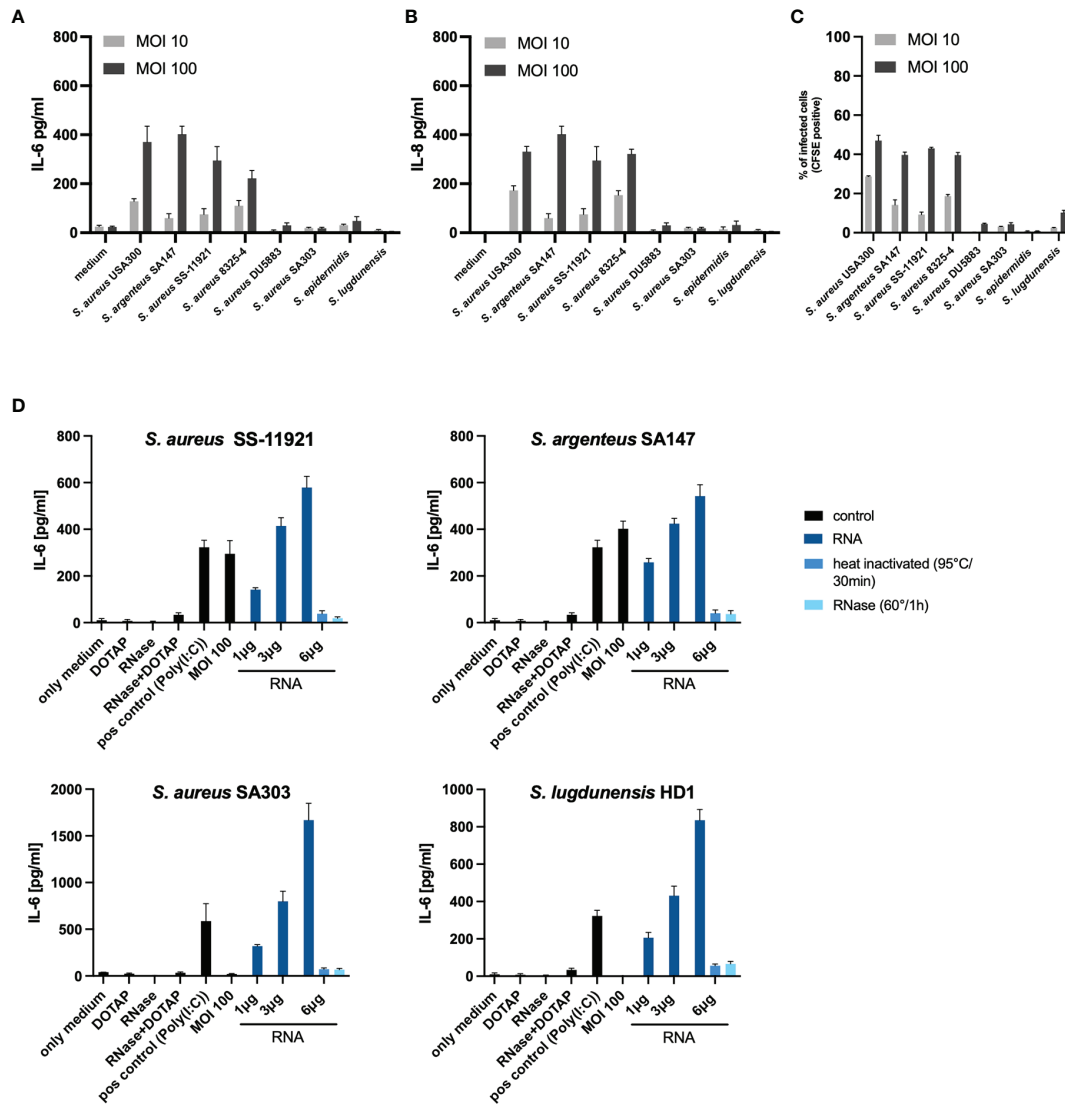 A
MOI 10
MOI 100
IL-6 pg/ml
800
600
400
200
0
medium
S. aureus USA300
S. argenteus SA147
S. aureus SS-11921
S. aureus 8325-4
S. aureus DU5883
S. aureus SA303
S. epidermidis
S. lugdunensis
B
MOI 10
MOI 100
IL-8 pg/ml
800
600
400
200
0
medium
S. aureus USA300
S. argenteus SA147
S. aureus SS-11921
S. aureus 8325-4
S. aureus DU5883
S. aureus SA303
S. epidermidis
S. lugdunensis
C
MOI 10
MOI 100
% of infected cells
(CFSE positive)
100
80
60
40
20
0
S. aureus USA300
S. argenteus SA147
S. aureus SS-11921
S. aureus 8325-4
S. aureus DU5883
S. aureus SA303
S. epidermidis
S. lugdunensis
D
S. aureus SS-11921
IL-6 [pg/ml]
800
600
400
200
0
only medium
DOTAP
RNase
RNase+DOTAP
pos control (Poly(I:C))
MOI 100
1µg
3µg
6µg
RNA
S. argenteus SA147
IL-6 [pg/ml]
800
600
400
200
0
only medium
DOTAP
RNase
RNase+DOTAP
pos control (Poly(I:C))
MOI 100
1µg
3µg
6µg
RNA
control
RNA
heat inactivated (95°C/
30min)
RNase (60°/1h)
S. aureus SA303
IL-6 [pg/ml]
2000
1500
1000
500
0
only medium
DOTAP
RNase
RNase+DOTAP
pos control (Poly(I:C))
MOI 100
1µg
3µg
6µg
RNA
S. lugdunensis HD1
IL-6 [pg/ml]
1000
800
600
400
200
0
only medium
DOTAP
RNase
RNase+DOTAP
pos control (Poly(I:C))
MOI 100
1µg
3µg
6µg
RNA